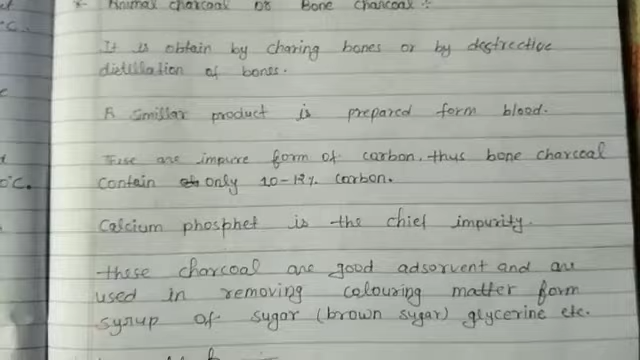 * Animal charcoal or Bone charcoal :-
°C.
It is obtain by charing bones or by destrective
distillation of bones.
A simillar product is prepared form blood.
These are impure form of carbon. thus bone charcoal
0°C. contain only 10-12% carbon.
Calcium phosphet is the chief impurity.
these charcoal are good adsorvent and are
used in removing colouring matter form
syrup of sugar (brown sugar) glycerine etc.